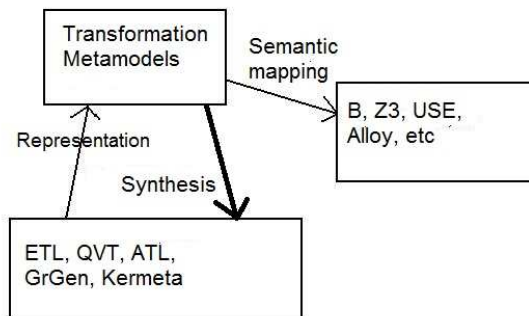 Transformation
Metamodels
Semantic
mapping
B, Z3, USE,
Alloy, etc
Representation
Synthesis
ETL, QVT, ATL,
GrGen, Kermeta